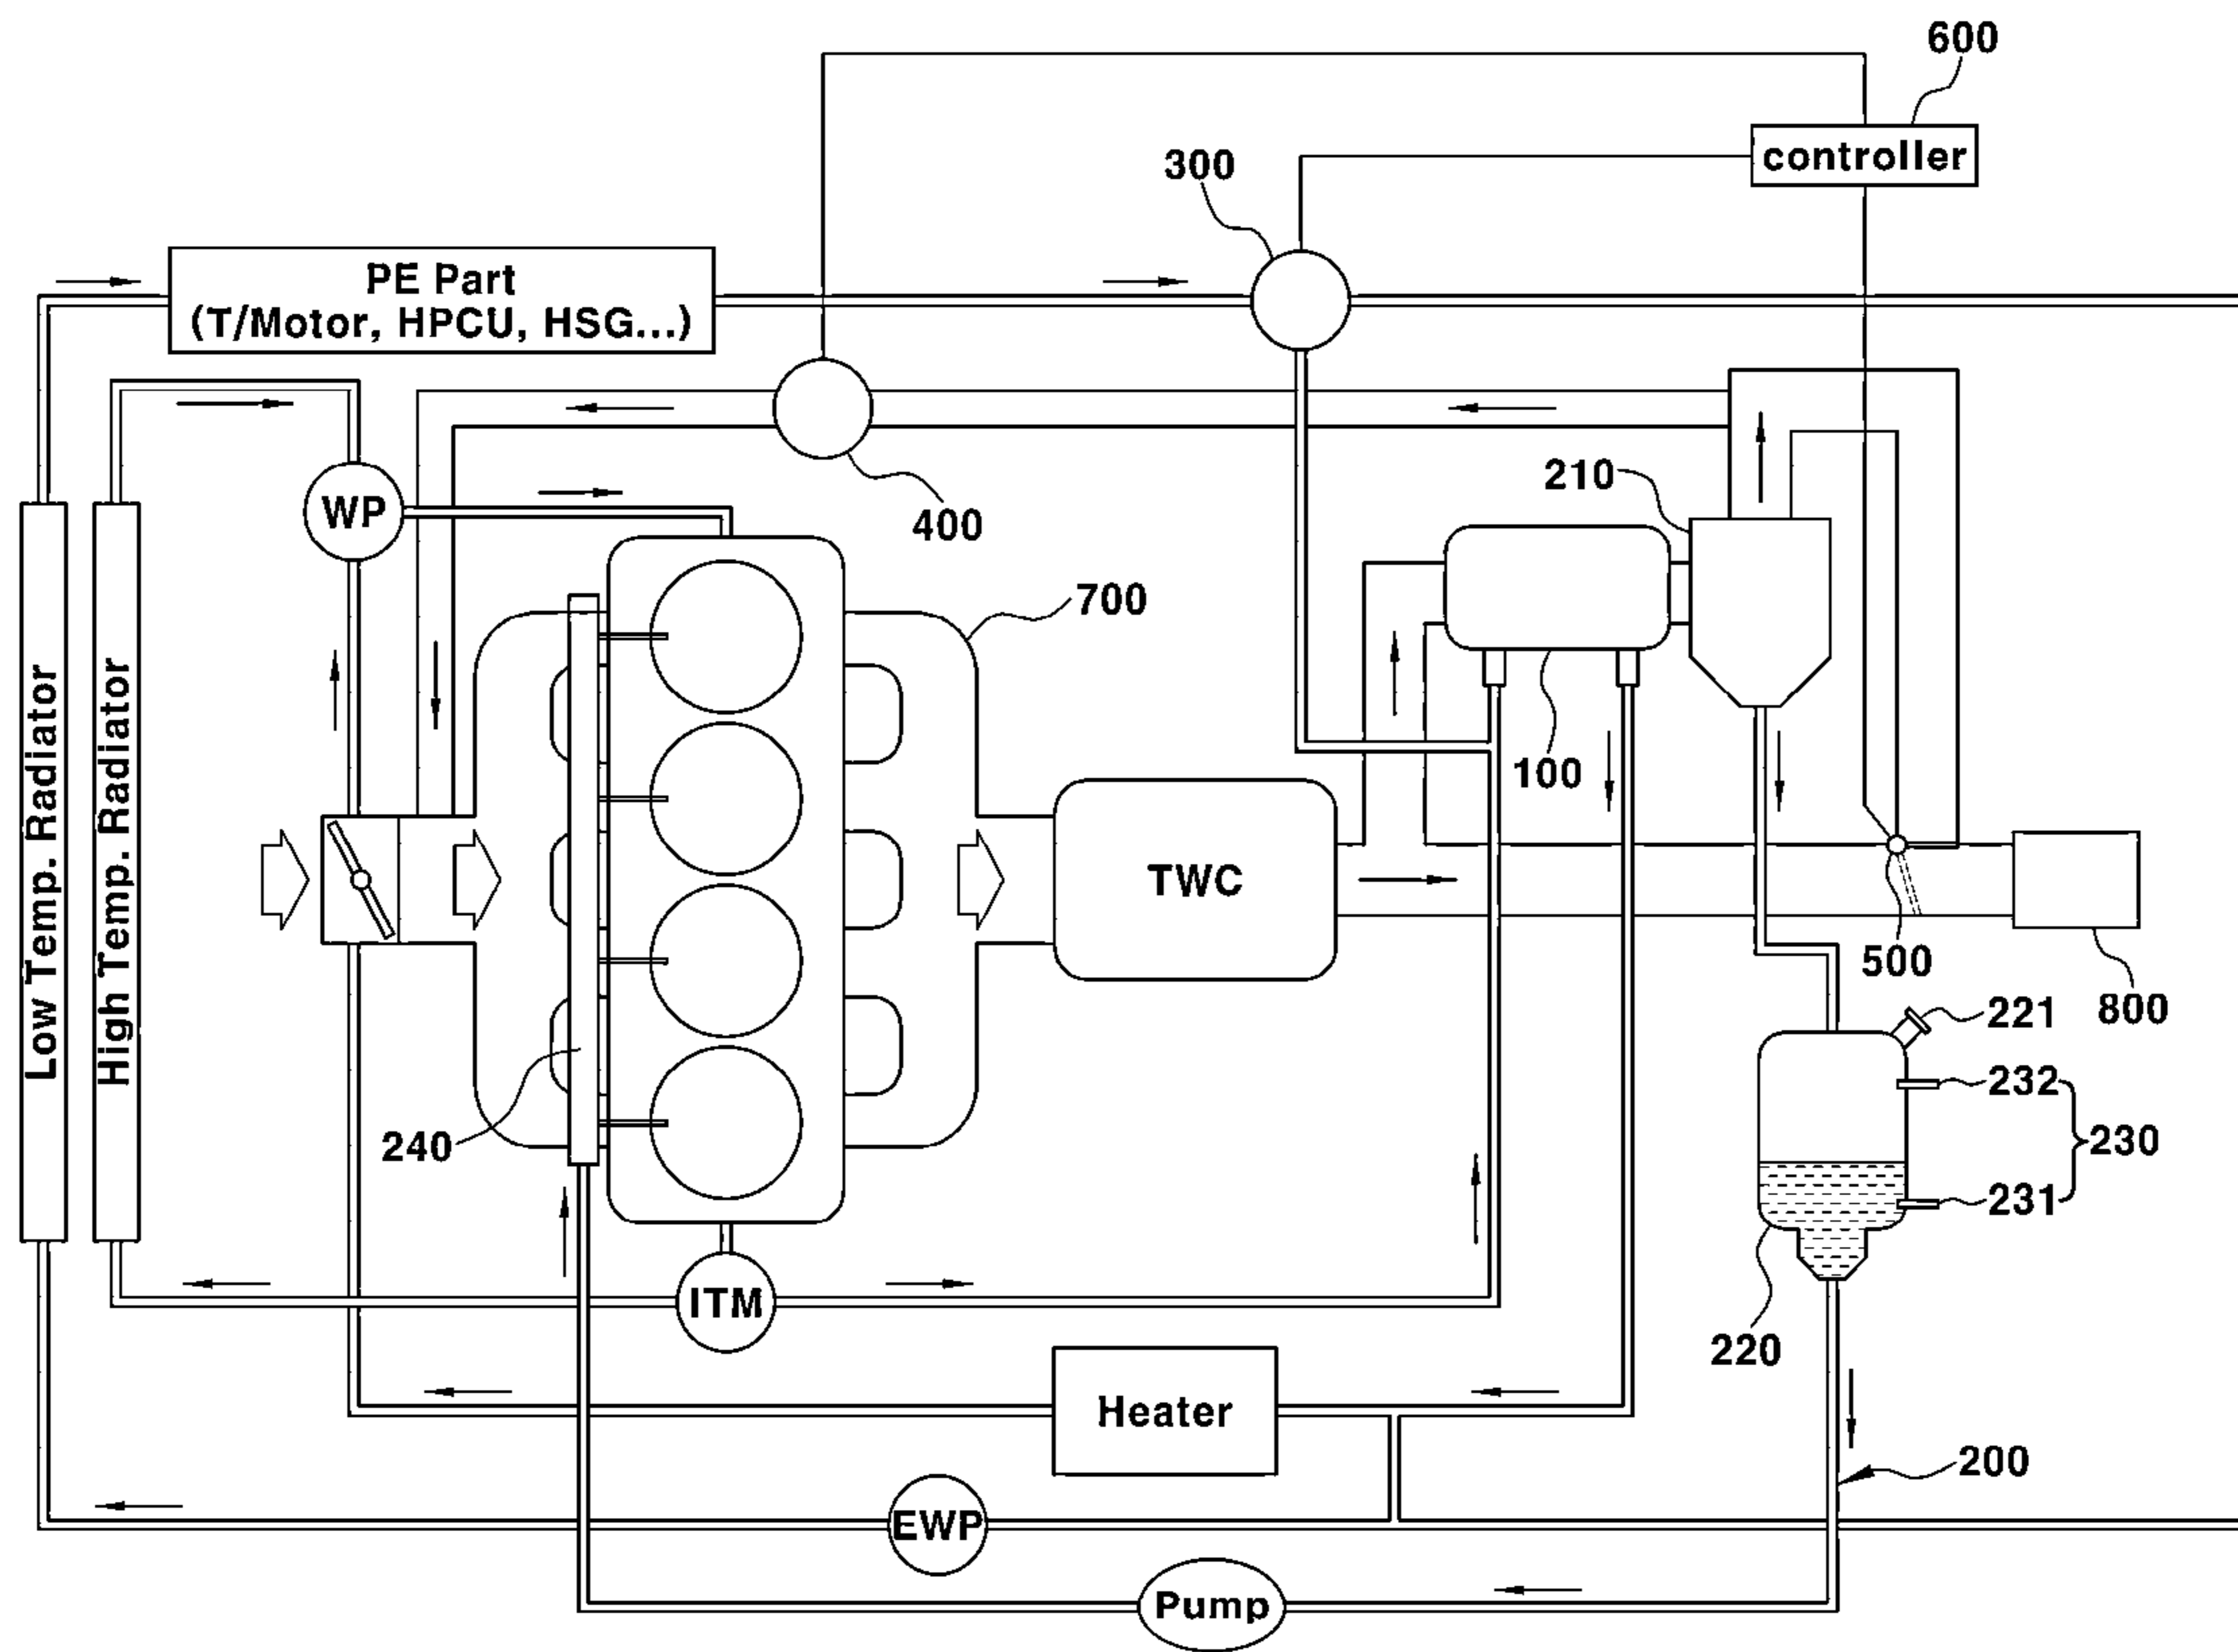 600
controller
300
PE Part
(T/Motor, HPCU, HSG...)
210
WP
400
700
100
Low Temp. Radiator
High Temp. Radiator
TWC
500
800
221
232
230
231
240
ITM
220
Heater
200
EWP
Pump